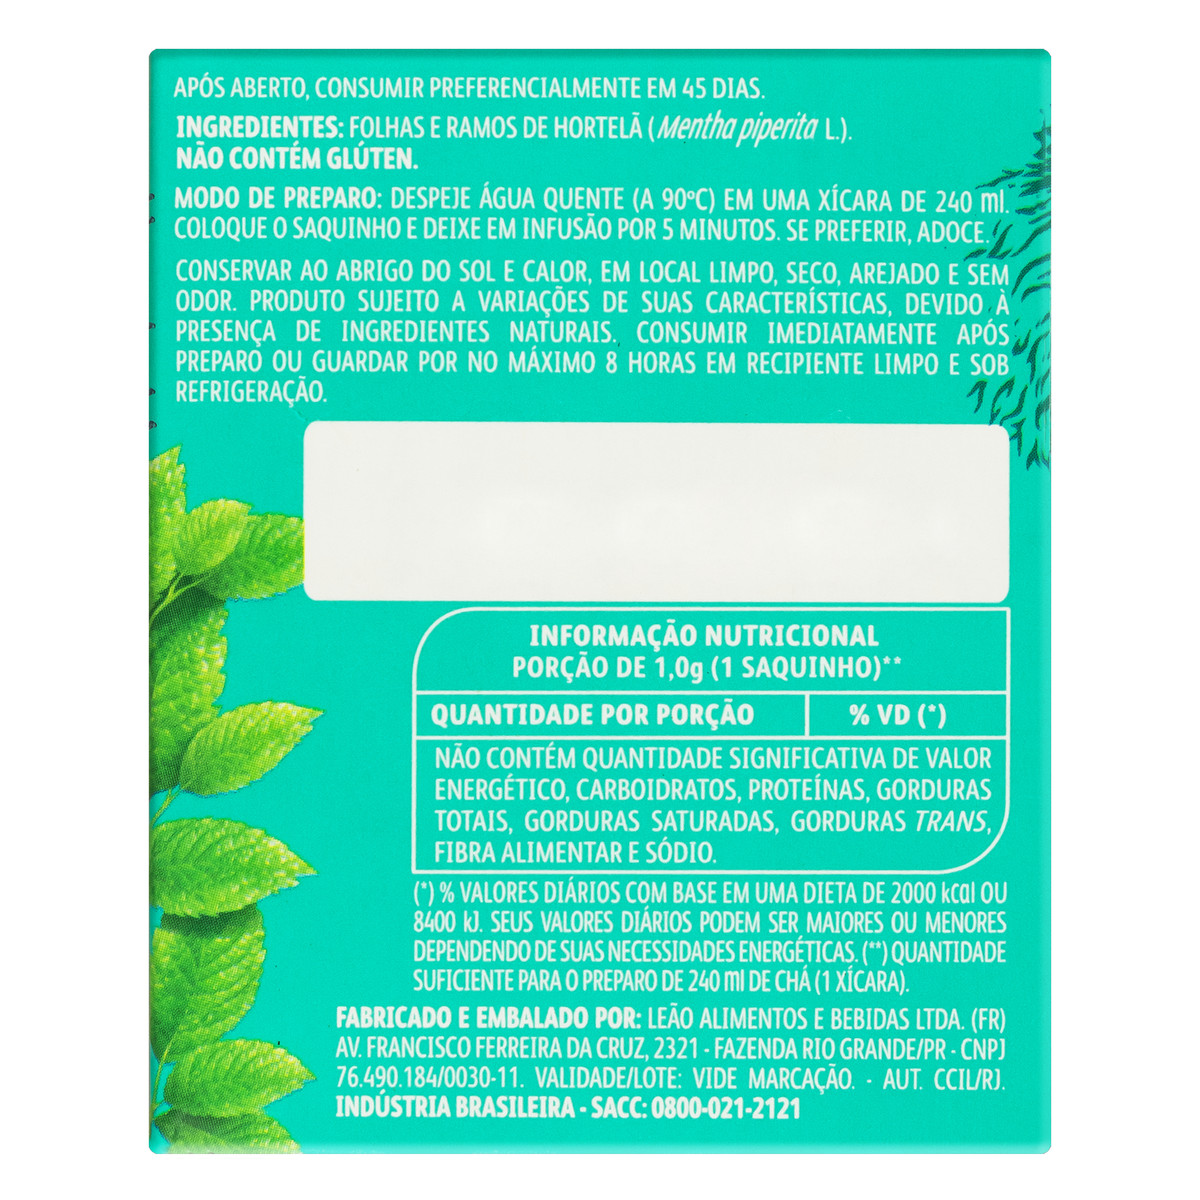 APÓS ABERTO, CONSUMIR PREFERENCIALMENTE EM 45 DIAS.
INGREDIENTES: FOLHAS E RAMOS DE HORTELÃ (Mentha piperita L.).
NÃO CONTÉM GLÚTEN.
MODO DE PREPARO: DESPEJE ÁGUA QUENTE (A 90ºC) EM UMA XÍCARA DE 240 ml.
COLOQUE O SAQUINHO E DEIXE EM INFUSÃO POR 5 MINUTOS. SE PREFERIR, ADOCE.
CONSERVAR AO ABRIGO DO SOL E CALOR, EM LOCAL LIMPO, SECO, AREJADO E SEM
ODOR. PRODUTO SUJEITO A VARIAÇÕES DE SUAS CARACTERÍSTICAS, DEVIDO À
PRESENÇA DE INGREDIENTES NATURAIS. CONSUMIR IMEDIATAMENTE APÓS
PREPARO OU GUARDAR POR NO MÁXIMO 8 HORAS EM RECIPIENTE LIMPO E SOB
REFRIGERAÇÃO.
INFORMAÇÃO NUTRICIONAL
PORÇÃO DE 1,0g (1 SAQUINHO)**
QUANTIDADE POR PORÇÃO % VD (*)
NÃO CONTÉM QUANTIDADE SIGNIFICATIVA DE VALOR
ENERGÉTICO, CARBOIDRATOS, PROTEÍNAS, GORDURAS
TOTAIS, GORDURAS SATURADAS, GORDURAS TRANS,
FIBRA ALIMENTAR E SÓDIO.
(*) % VALORES DIÁRIOS COM BASE EM UMA DIETA DE 2000 kcal OU
8400 kJ. SEUS VALORES DIÁRIOS PODEM SER MAIORES OU MENORES
DEPENDENDO DE SUAS NECESSIDADES ENERGÉTICAS. (**) QUANTIDADE
SUFICIENTE PARA O PREPARO DE 240 ml DE CHÁ (1 XÍCARA).
FABRICADO E EMBALADO POR: LEÃO ALIMENTOS E BEBIDAS LTDA. (FR)
AV. FRANCISCO FERREIRA DA CRUZ, 2321 - FAZENDA RIO GRANDE/PR - CNPJ
76.490.184/0030-11. VALIDADE/LOTE: VIDE MARCAÇÃO. - AUT. CCIL/RJ.
INDÚSTRIA BRASILEIRA - SACC: 0800-021-2121